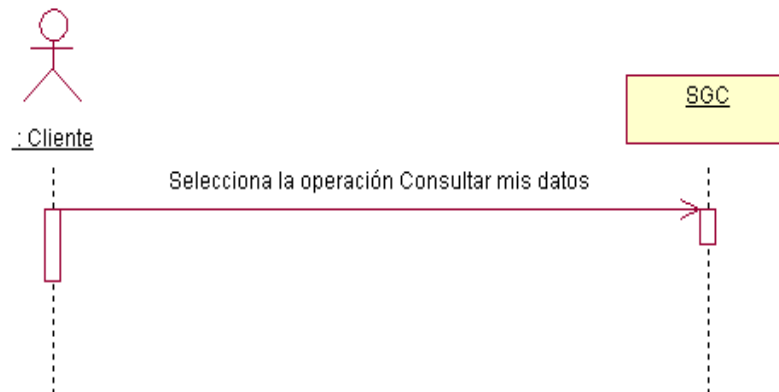 SGC
: Cliente
Selecciona la operación Consultar mis datos